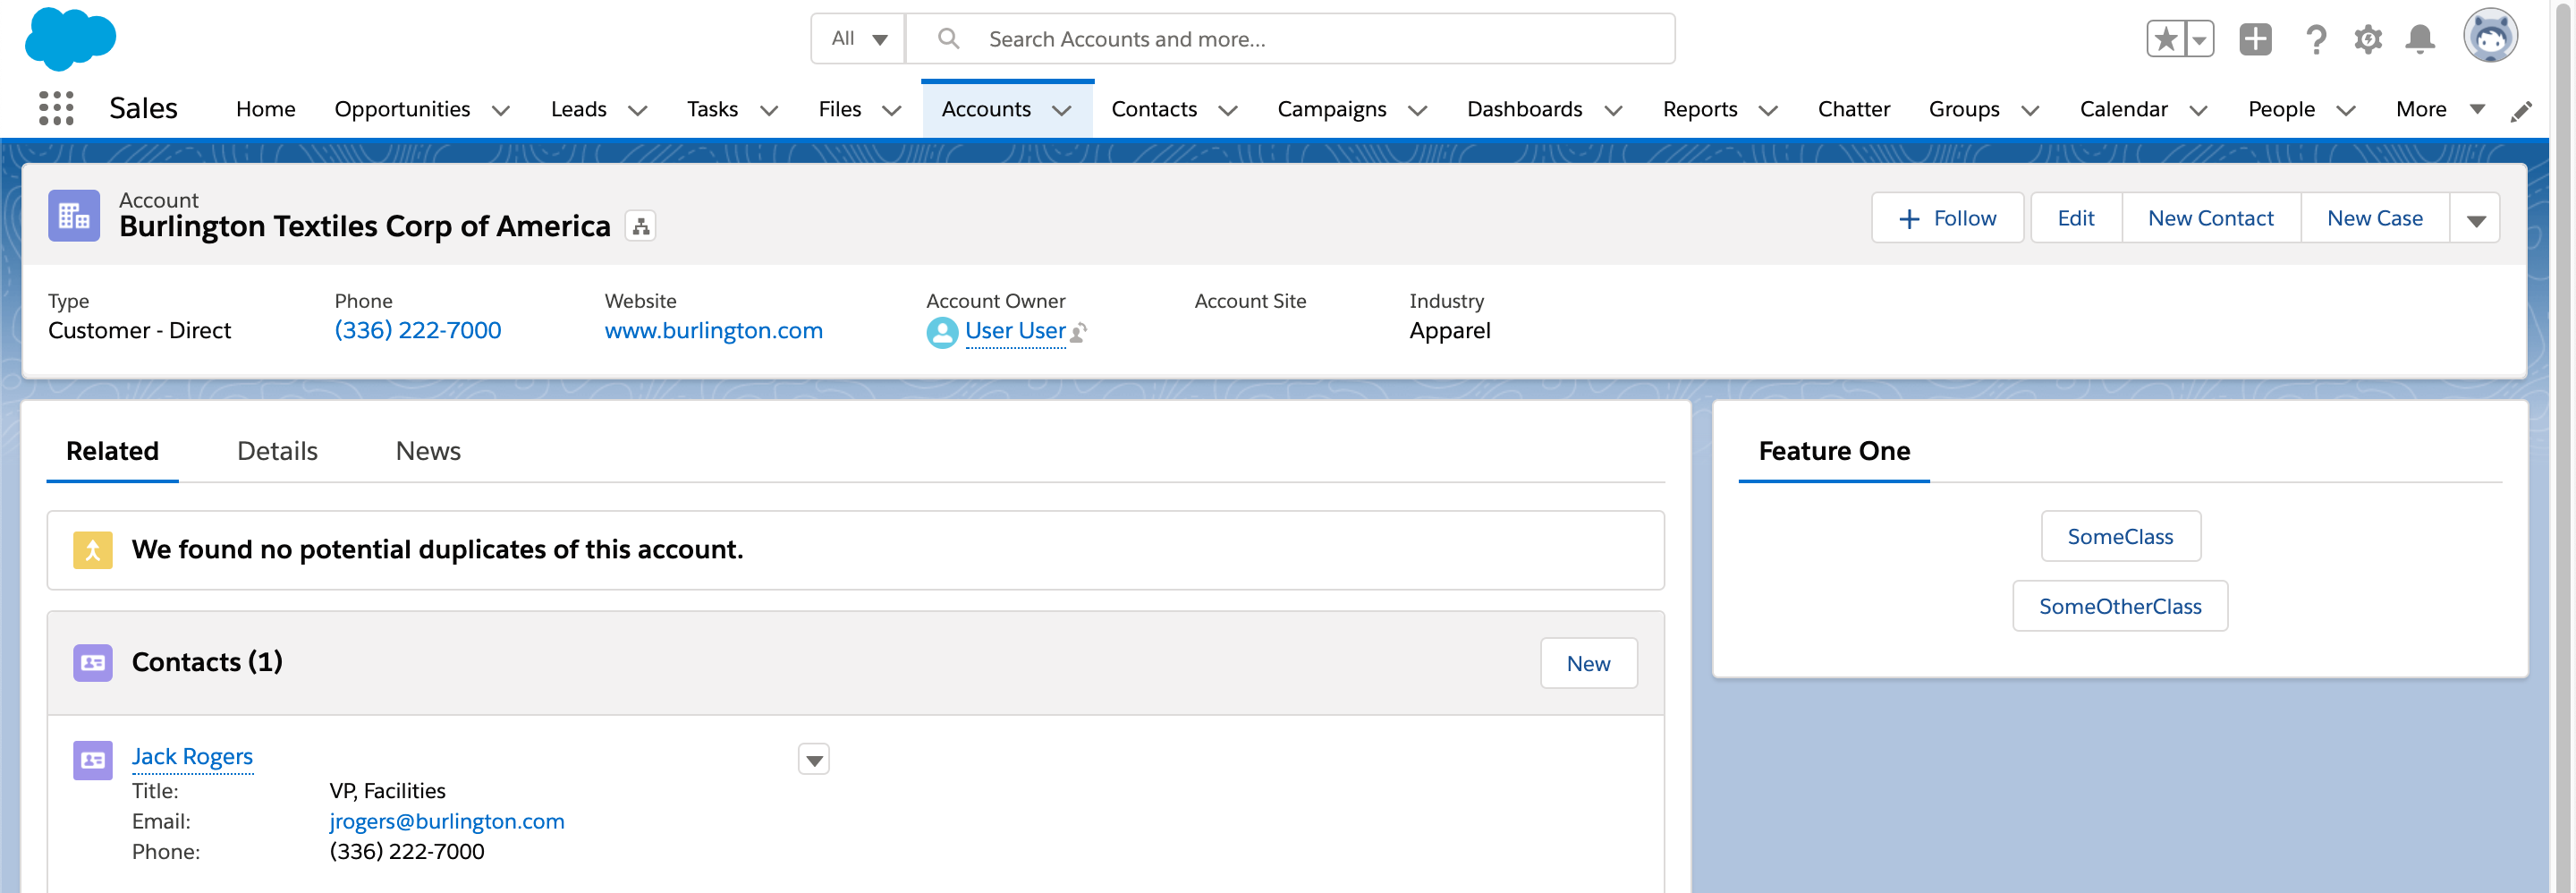 All
Search Accounts and more...
Sales Home Opportunities Leads Tasks Files Accounts Contacts Campaigns Dashboards Reports Chatter Groups Calendar People More
Account
Burlington Textiles Corp of America
Follow Edit New Contact New Case
Type Phone Website Account Owner Account Site Industry
Customer - Direct (336) 222-7000 www.burlington.com User User Apparel
Related Details News
We found no potential duplicates of this account.
Contacts (1)
New
Jack Rogers
Title: VP, Facilities
Email: jrogers@burlington.com
Phone: (336) 222-7000
Feature One
SomeClass
SomeOtherClass